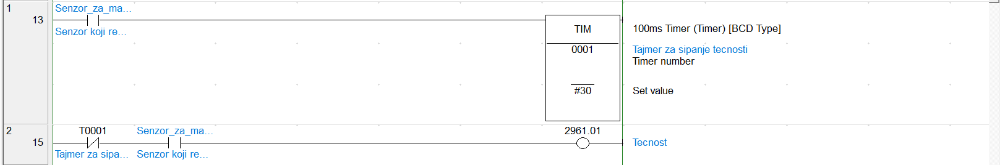 1
Senzor_za_ma...
13
TIM
100ms Timer (Timer) [BCD Type]
Senzor koji re...
0001
Tajmer za sipanje tecnosti
Timer number
#30
Set value
2
T0001
Senzor_za_ma...
2961.01
15
Tecnost
Tajmer za sipa...
Senzor koji re...